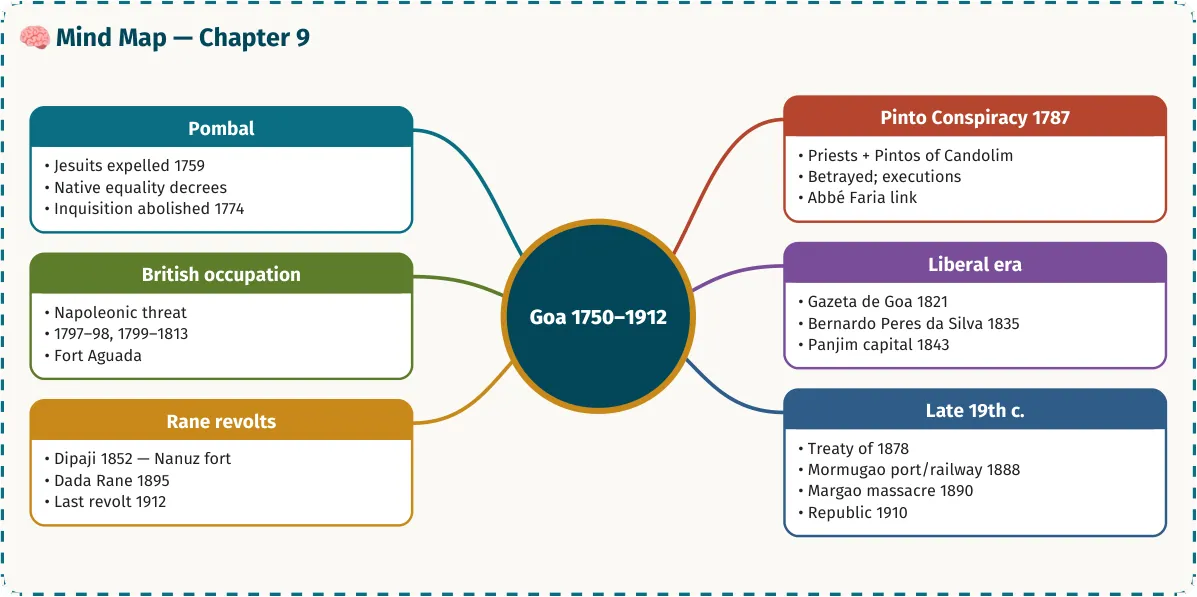 🧠 Mind Map — Chapter 9
Pombal
• Jesuits expelled 1759
• Native equality decrees
• Inquisition abolished 1774
British occupation
• Napoleonic threat
• 1797–98, 1799–1813
• Fort Aguada
Rane revolts
• Dipaji 1852 — Nanuz fort
• Dada Rane 1895
• Last revolt 1912
Goa 1750–1912
Pinto Conspiracy 1787
• Priests + Pintos of Candolim
• Betrayed; executions
• Abbé Faria link
Liberal era
• Gazeta de Goa 1821
• Bernardo Peres da Silva 1835
• Panjim capital 1843
Late 19th c.
• Treaty of 1878
• Mormugao port/railway 1888
• Margao massacre 1890
• Republic 1910